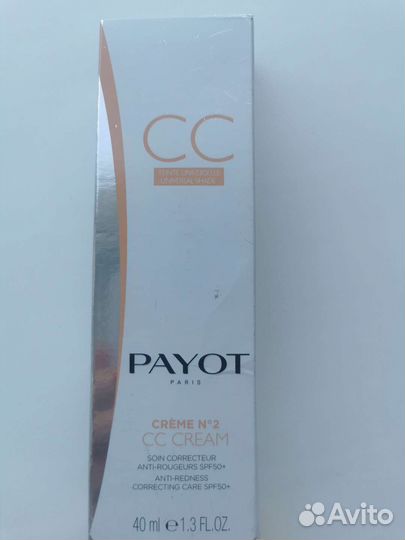 CC
TEINTE UNIVERSELLE
UNIVERSAL SHADE
PAYOT
PARIS
CRÈME N°2
CC CREAM
SOIN CORRECTEUR
ANTI-ROUGEURS SPF50+
ANTI-REDNESS
CORRECTING CARE SPF50+
40 ml ℮ 1.3 FL.OZ.
Avito